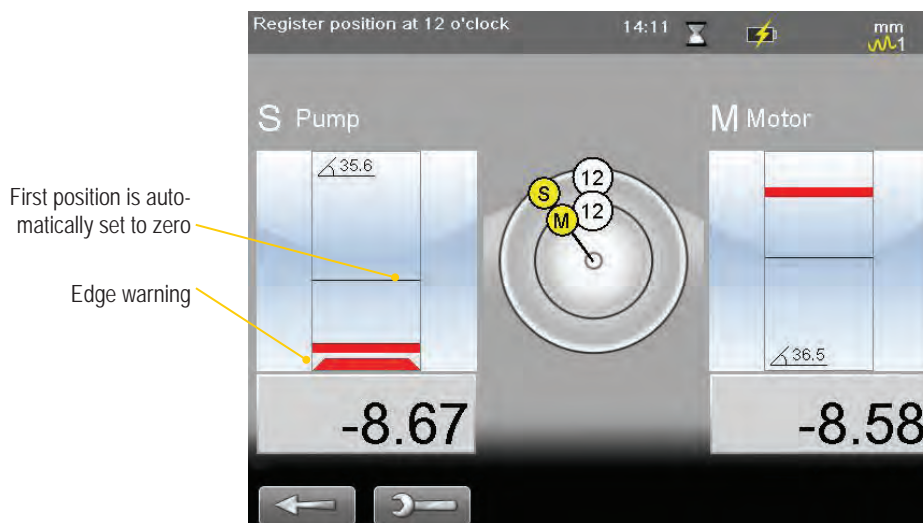 Register position at 12 o'clock
14:11
mm
1
S Pump
M Motor
35.6
12
S
12
M
First position is auto-
matically set to zero
Edge warning
36.5
-8.67
-8.58